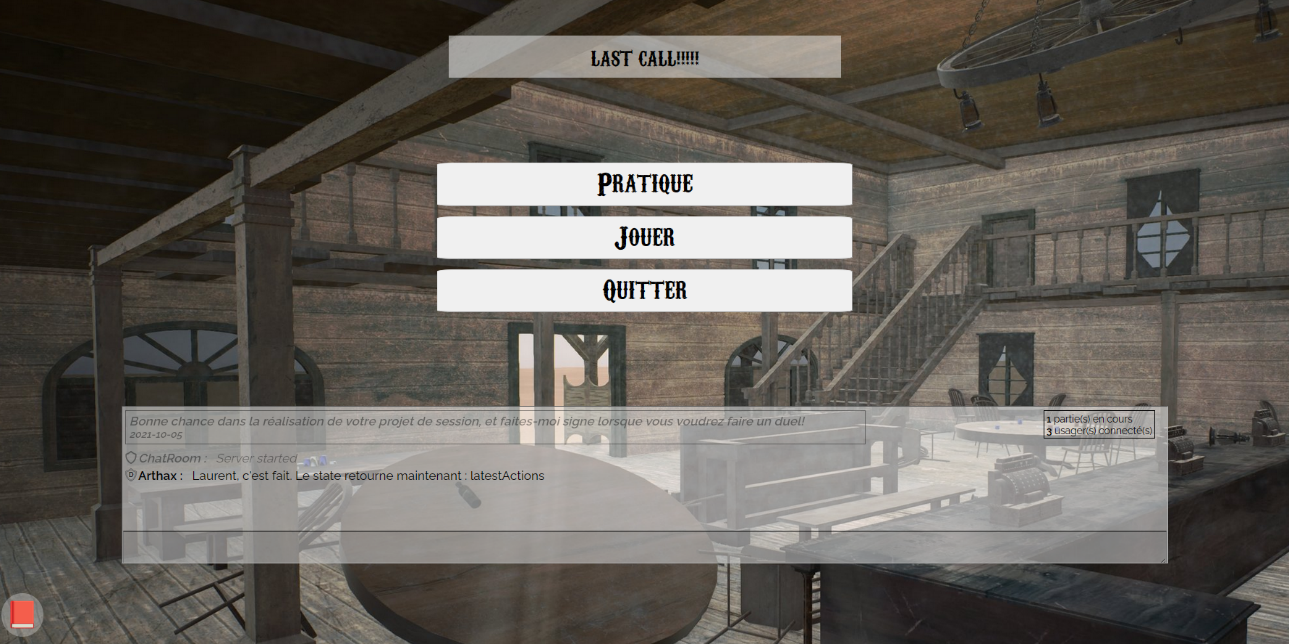 LAST CALL!!!!!
PRATIQUE
JOUER
QUITTER
Bonne chance dans la réalisation de votre projet de session, et faites-moi signe lorsque vous voudrez faire un duel!
2021-10-05
1 partie(s) en cours
3 usager(s) connecté(s)
ChatRoom : Server started
Arthax : Laurent, c'est fait. Le state retourne maintenant : latestActions